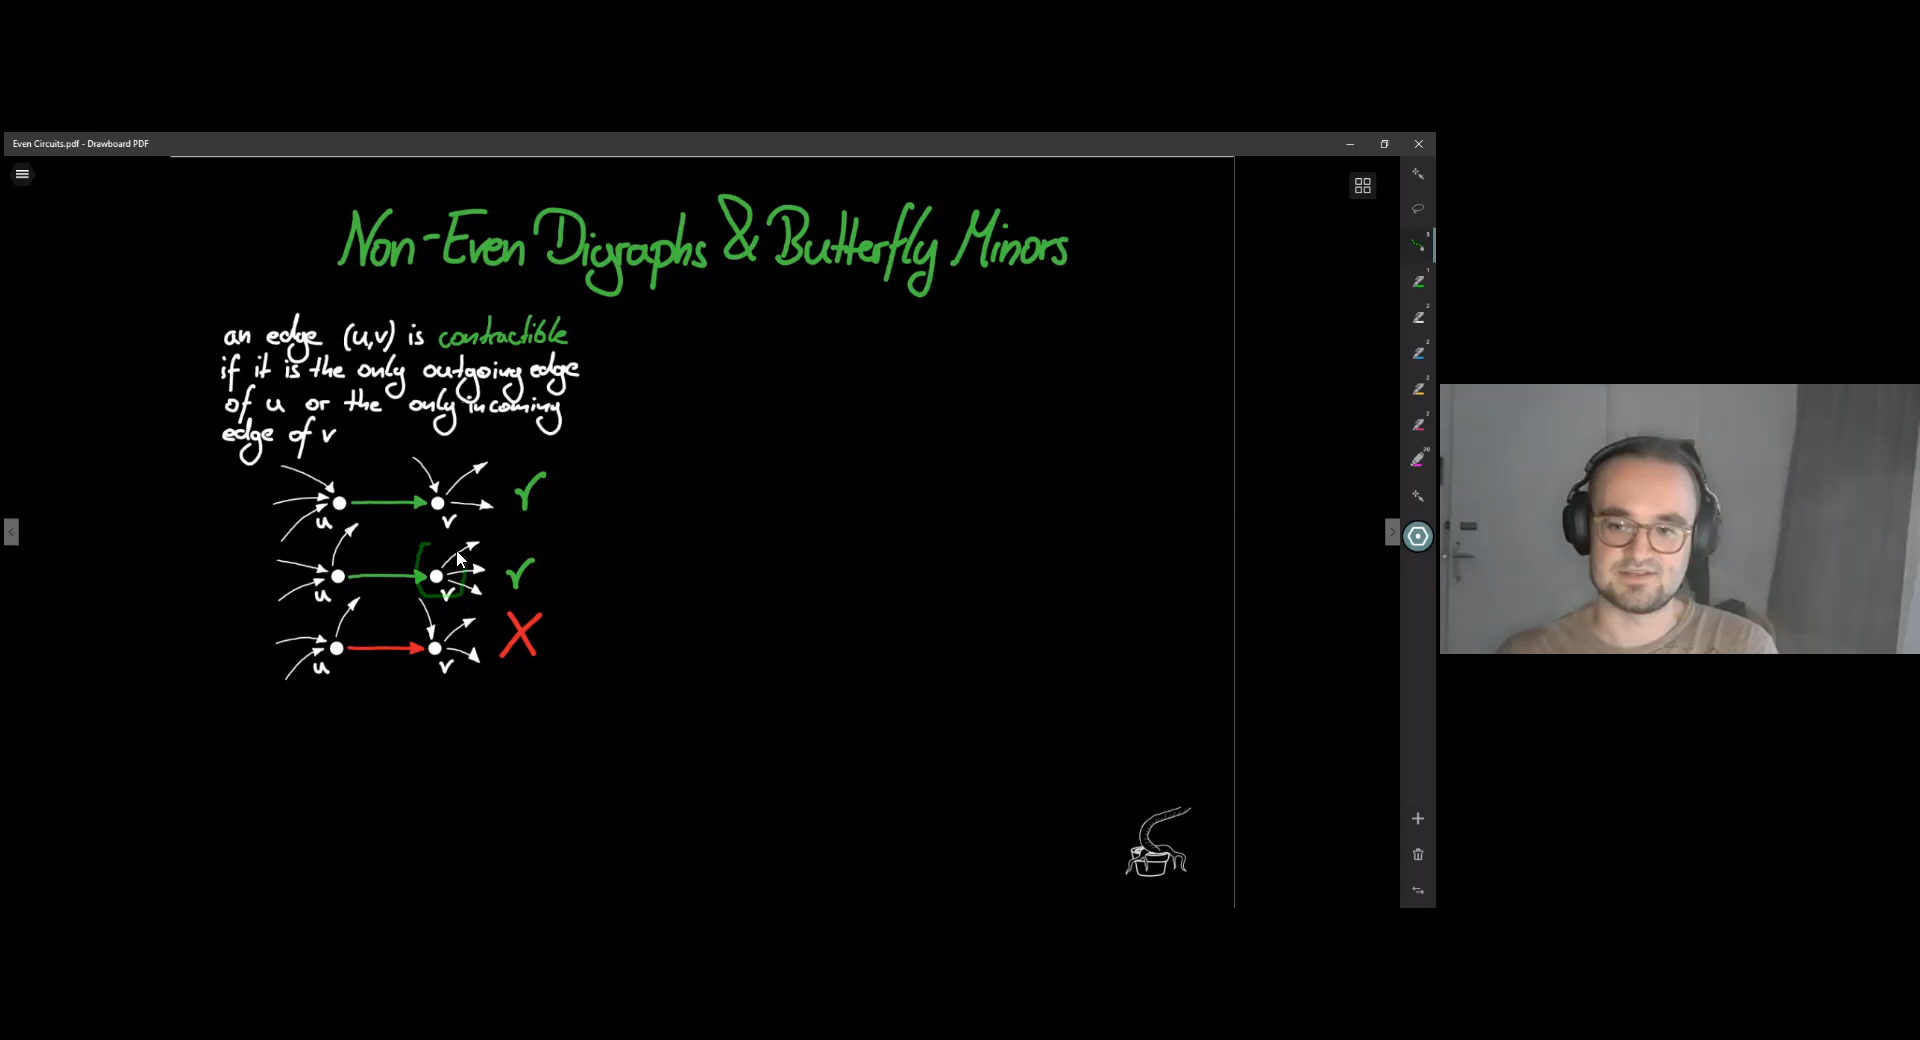 Even Circuits.pdf - Drawboard PDF
Non-Even Digraphs & Butterfly Minors
an edge (u,v) is contractible
if it is the only outgoing edge
of u or the only incoming
edge of v
u v
u v
u v